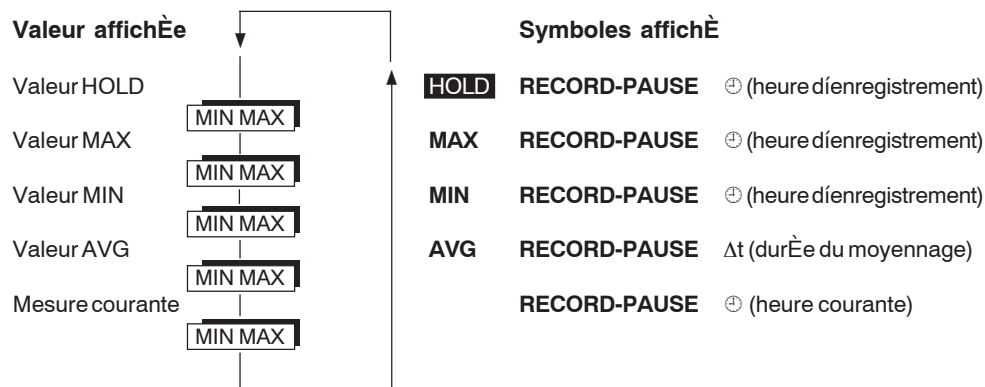 Valeur affichÈe Symboles affichÈ
Valeur HOLD HOLD RECORD-PAUSE (heure díenregistrement)
MIN MAX
Valeur MAX MAX RECORD-PAUSE (heure díenregistrement)
MIN MAX
Valeur MIN MIN RECORD-PAUSE (heure díenregistrement)
MIN MAX
Valeur AVG AVG RECORD-PAUSE Δt (durÈe du moyennage)
MIN MAX
Mesure courante RECORD-PAUSE (heure courante)
MIN MAX